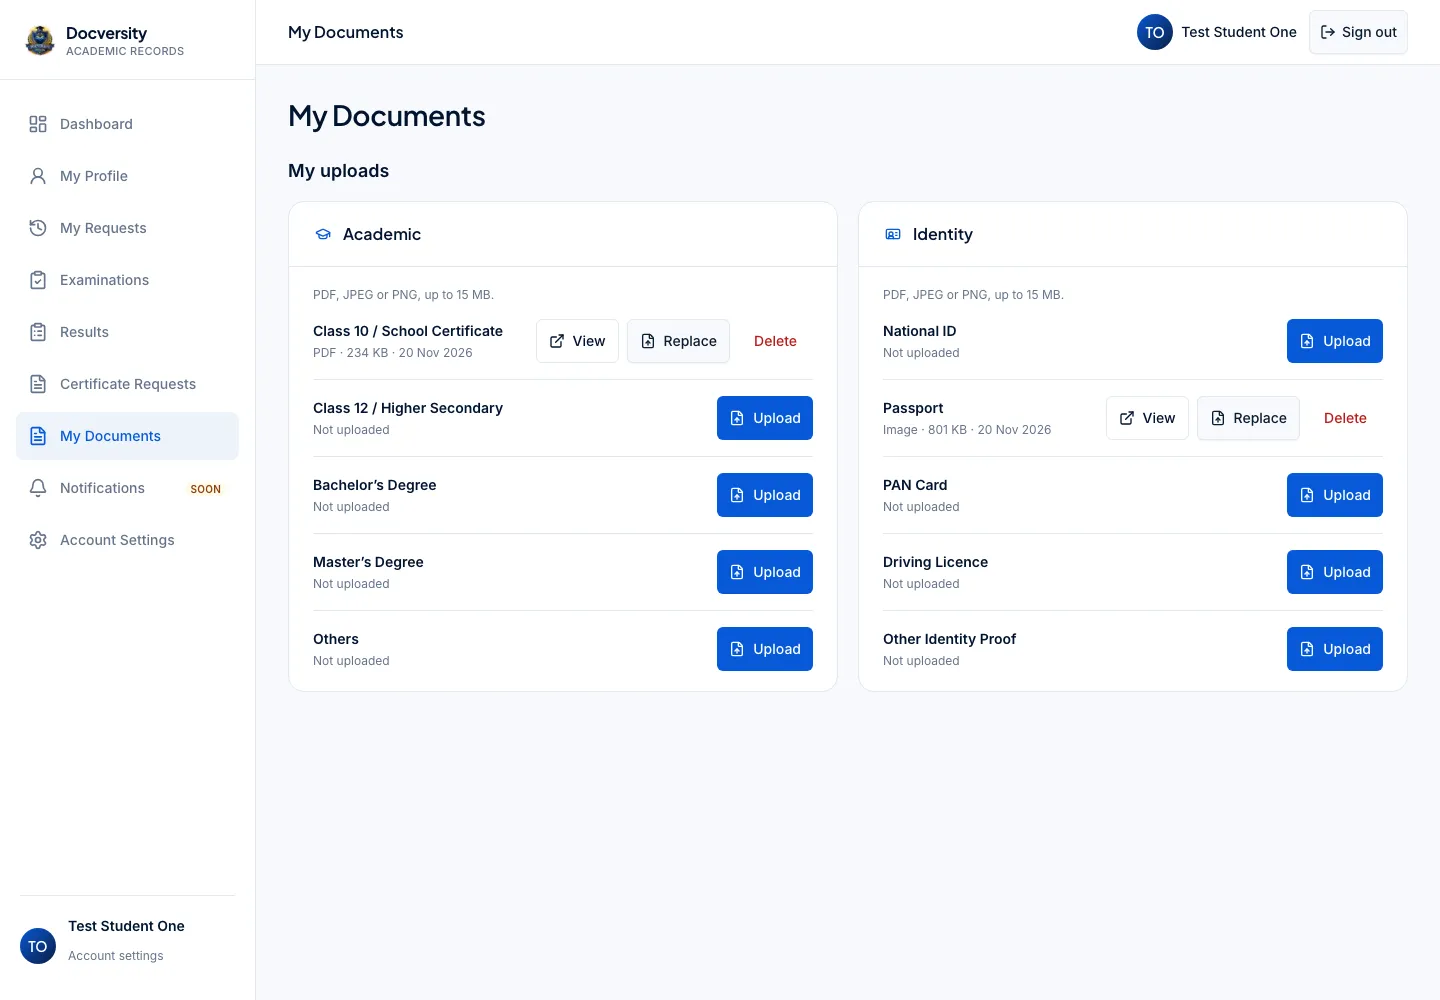 Docversity
ACADEMIC RECORDS
Dashboard
My Profile
My Requests
Examinations
Results
Certificate Requests
My Documents
Notifications SOON
Account Settings
TO
Test Student One
Account settings
My Documents
TO Test Student One Sign out
My Documents
My uploads
Academic
PDF, JPEG or PNG, up to 15 MB.
Class 10 / School Certificate
PDF · 234 KB · 20 Nov 2026
View Replace Delete
Class 12 / Higher Secondary
Not uploaded
Upload
Bachelor’s Degree
Not uploaded
Upload
Master’s Degree
Not uploaded
Upload
Others
Not uploaded
Upload
Identity
PDF, JPEG or PNG, up to 15 MB.
National ID
Not uploaded
Upload
Passport
Image · 801 KB · 20 Nov 2026
View Replace Delete
PAN Card
Not uploaded
Upload
Driving Licence
Not uploaded
Upload
Other Identity Proof
Not uploaded
Upload